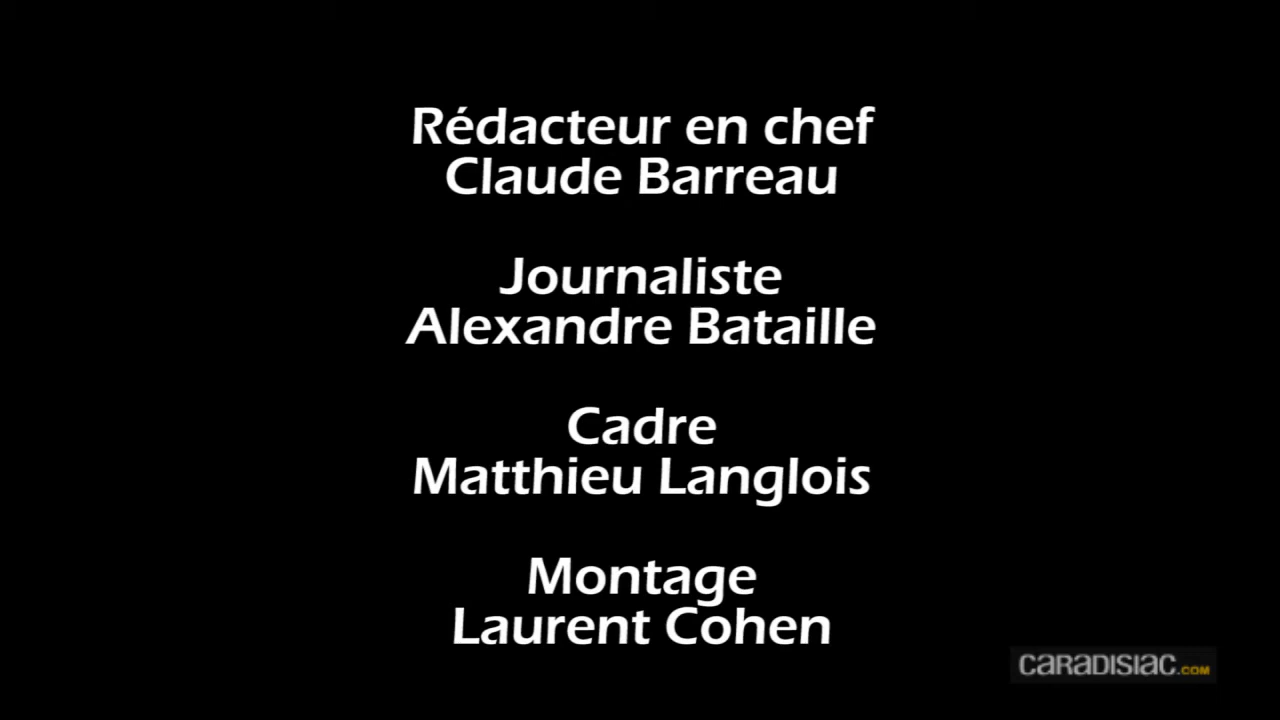 Rédacteur en chef
Claude Barreau
Journaliste
Alexandre Bataille
Cadre
Matthieu Langlois
Montage
Laurent Cohen
CARADISIAC.COM